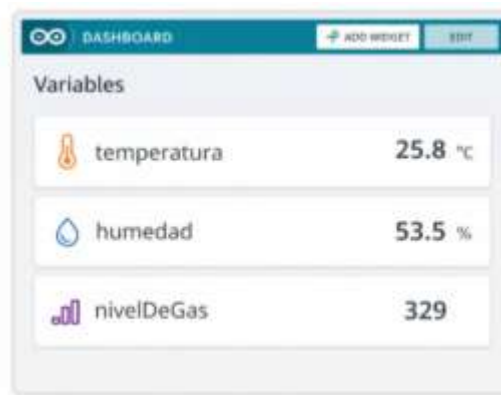 DASHBOARD
+ ADD WIDGET
EDIT
Variables
temperatura 25.8 °C
humedad 53.5 %
nivelDeGas 329